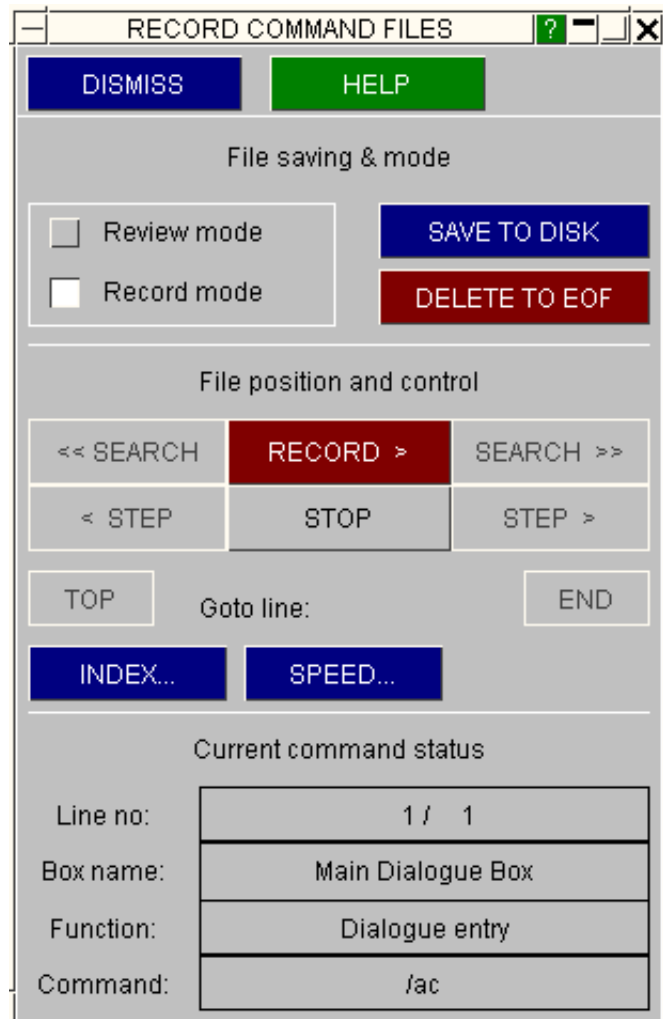 RECORD COMMAND FILES ?
DISMISS HELP
File saving & mode
Review mode SAVE TO DISK
Record mode DELETE TO EOF
File position and control
<< SEARCH RECORD > SEARCH >>
< STEP STOP STEP >
TOP Goto line: END
INDEX... SPEED...
Current command status
Line no: 1 / 1
Box name: Main Dialogue Box
Function: Dialogue entry
Command: /ac